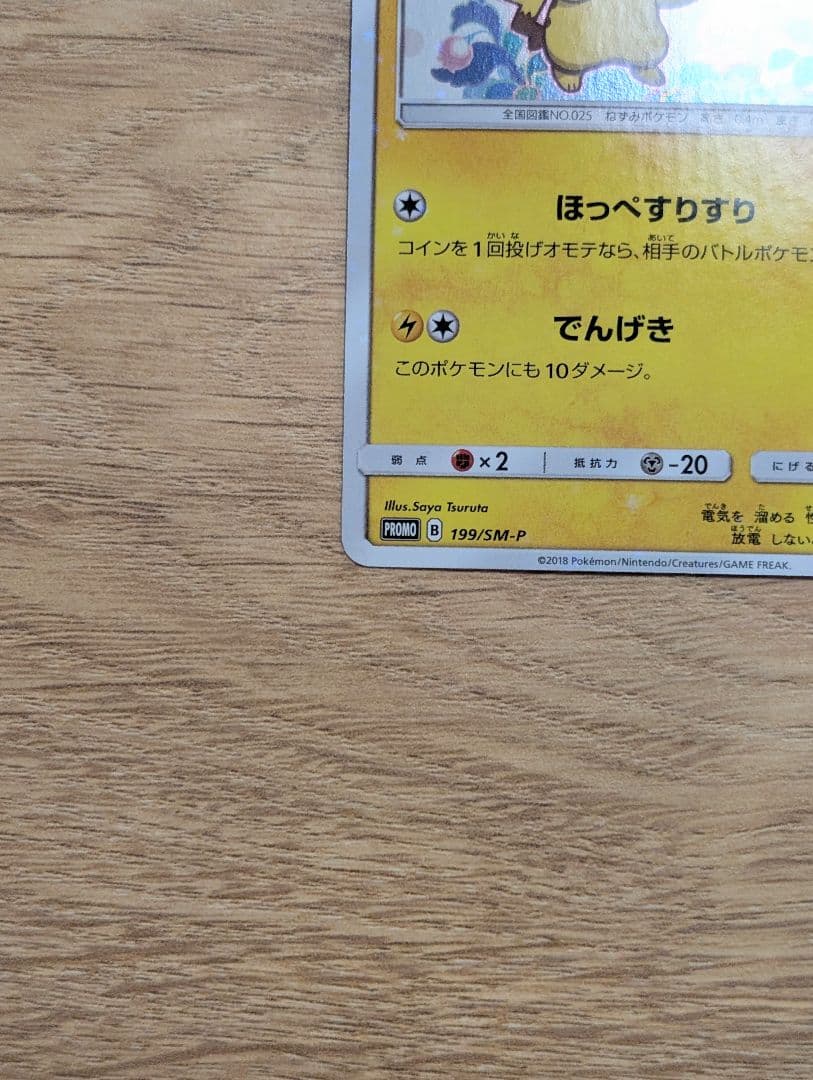 全国図鑑NO.025 ねずみポケモン 高さ 0.4m 重さ
ほっぺすりすり
コインを1回投げオモテなら、相手のバトルポケモン
でんげき
このポケモンにも10ダメージ。
弱点 ×2 抵抗力 -20 にげる
Illus.Saya Tsuruta
電気を 溜める
PROMO B 199/SM-P
放電 しない
©2018 Pokémon/Nintendo/Creatures/GAME FREAK.